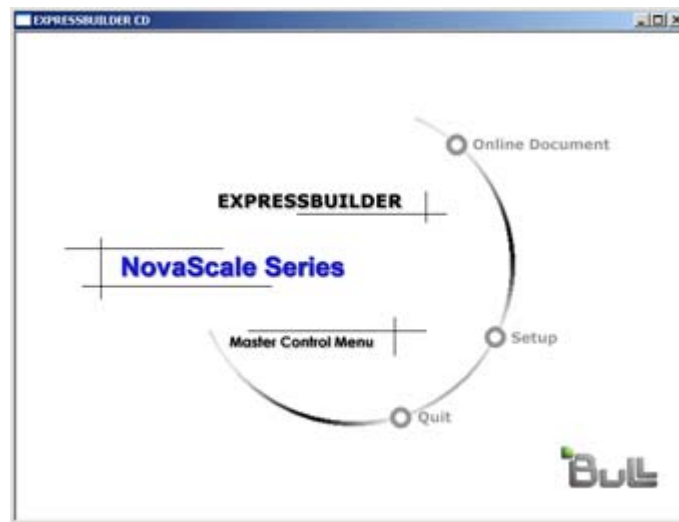 EXPRESSBUILDER CD
Online Document
EXPRESSBUILDER
NovaScale Series
Master Control Menu
Setup
Quit
Bull